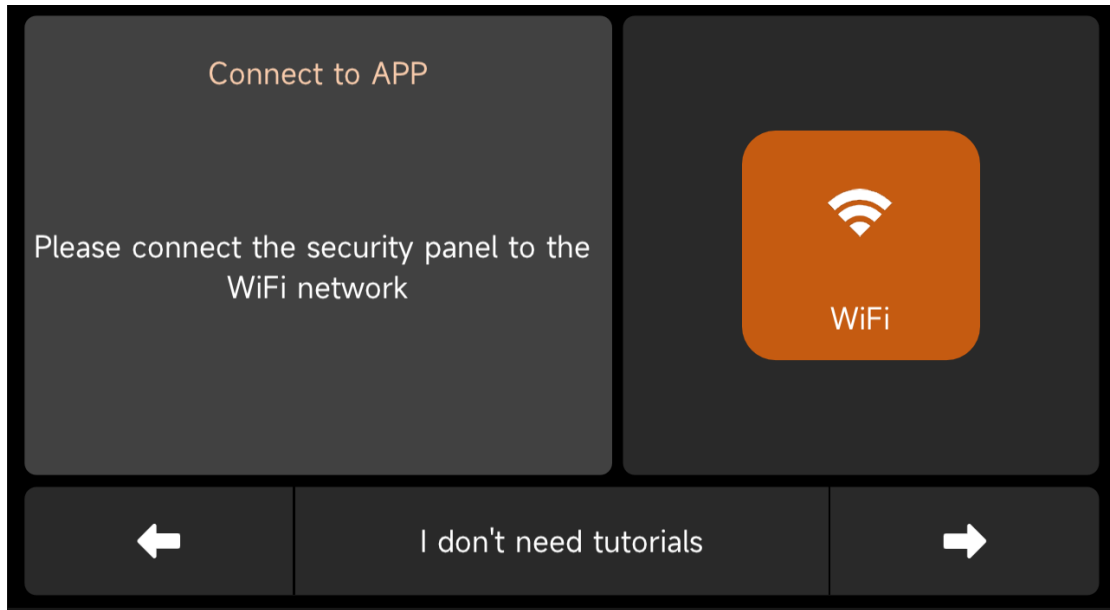 Connect to APP
Please connect the security panel to the
WiFi network
WiFi
I don't need tutorials